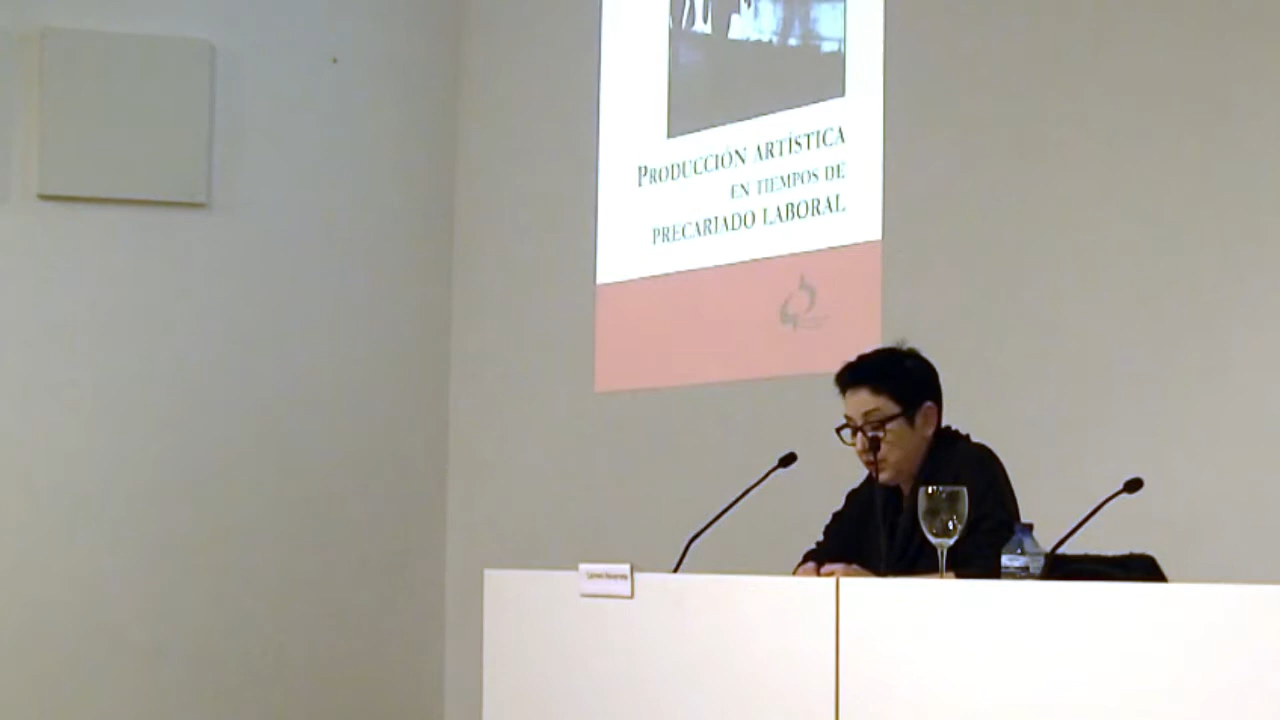 Producción artística
en tiempos de
precariado laboral